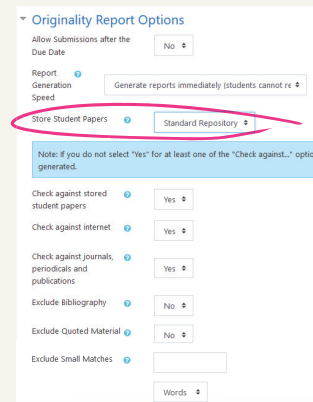 Originality Report Options
Allow Submissions after the
Due Date
No
Report
Generation
Speed
Generate reports immediately (students cannot re
Store Student Papers
Standard Repository
Note: if you do not select "Yes" for at least one of the "Check against..." optio
generated.
Check against stored
student papers
Yes
Check against internet
Yes
Check against journals,
periodicals and
publications
Yes
Exclude Bibliography
No
Exclude Quoted Material
No
Exclude Small Matches
Words